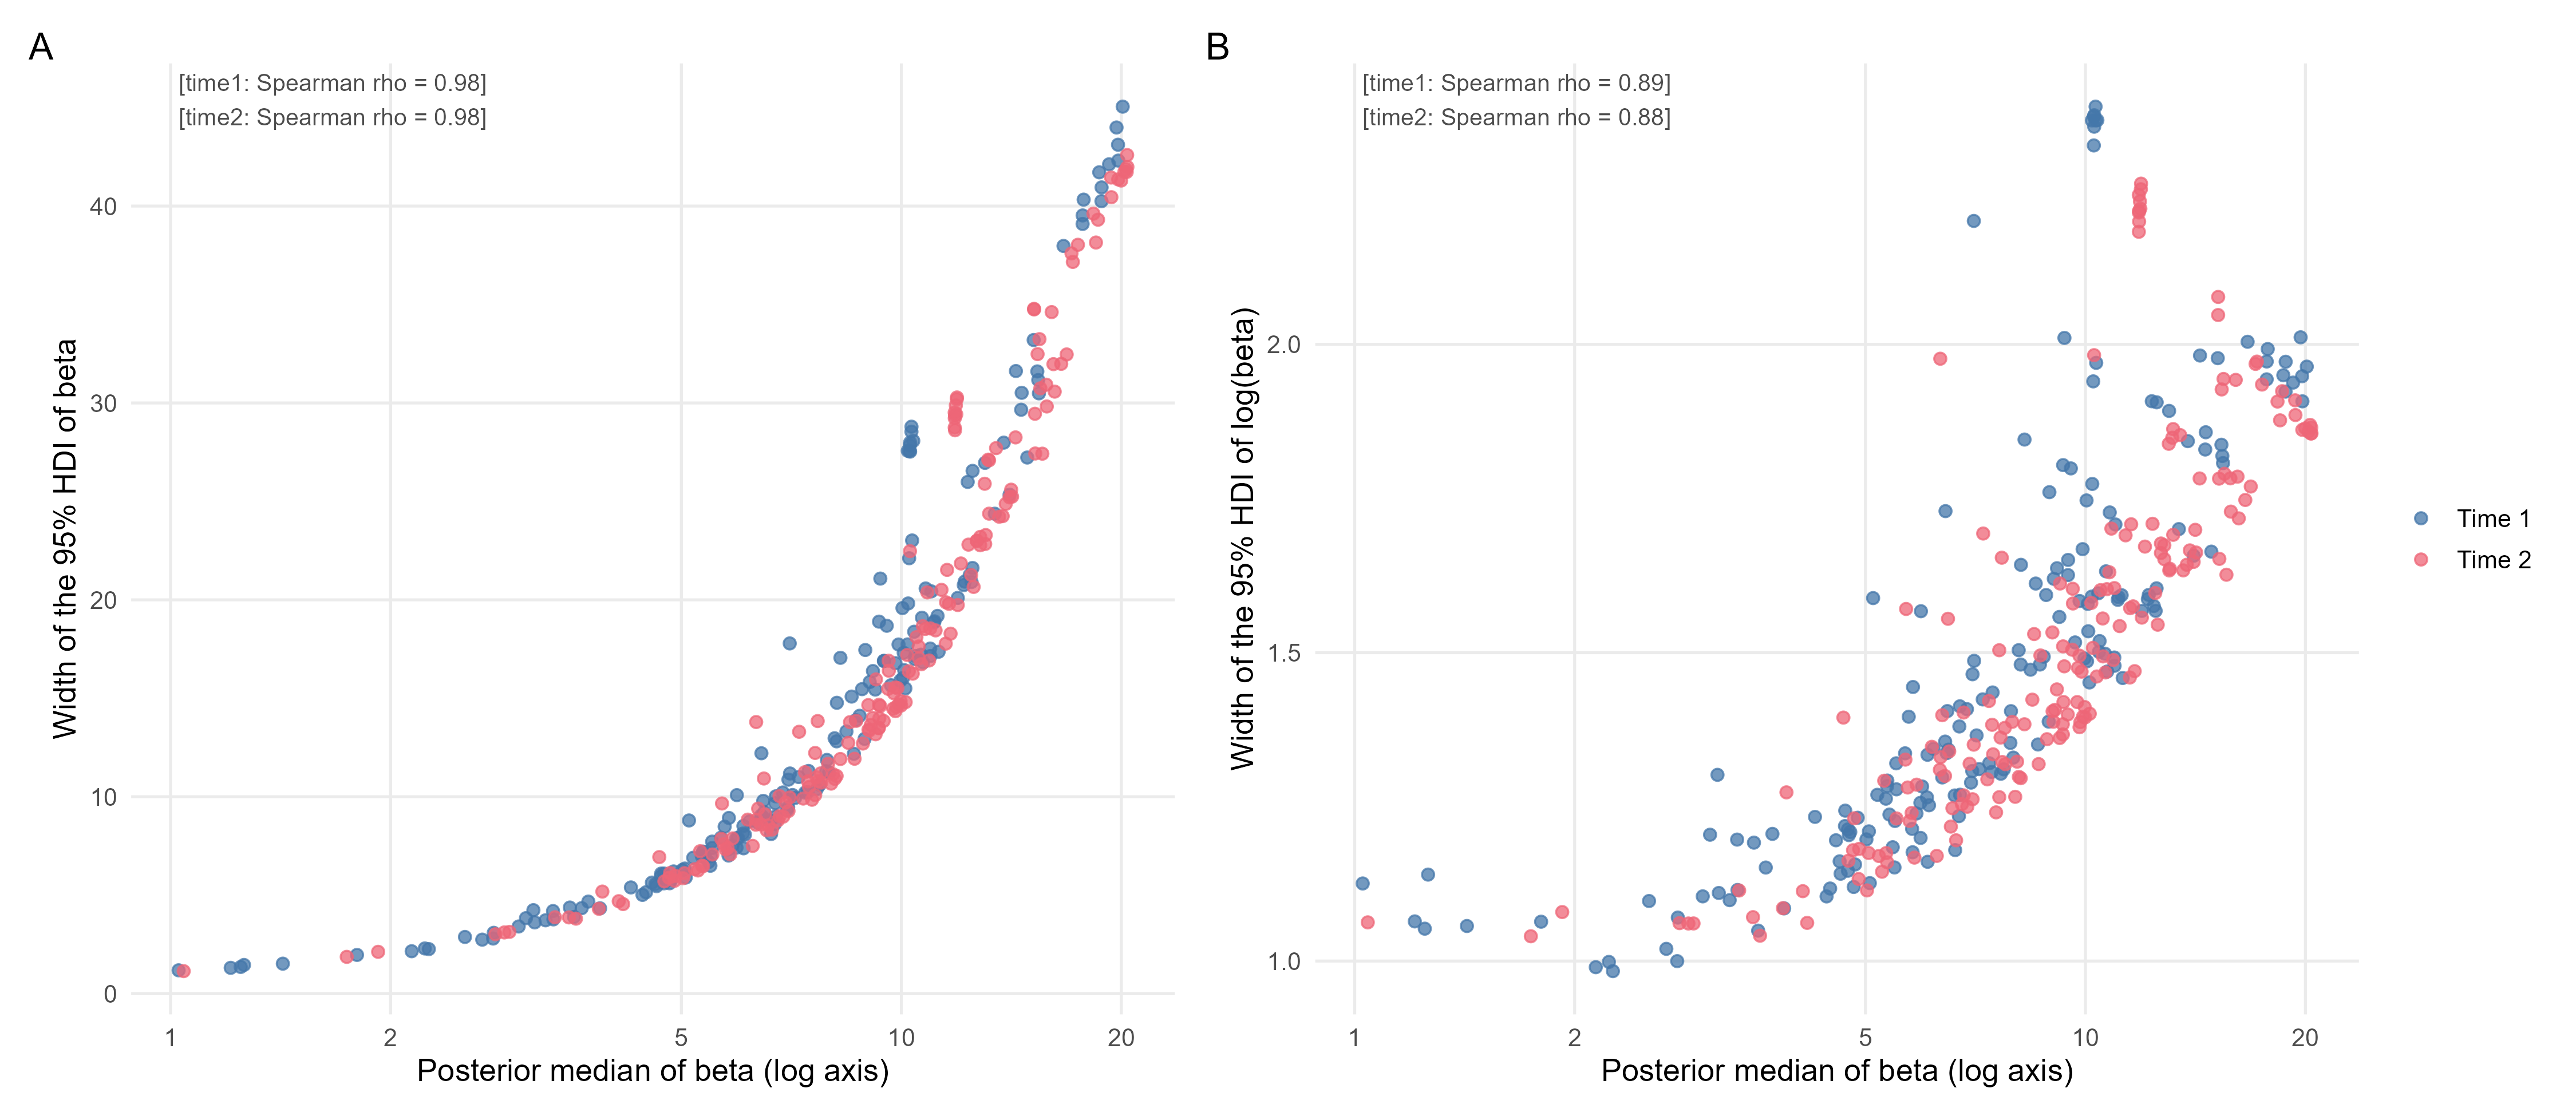 A
[time1: Spearman rho = 0.98]
[time2: Spearman rho = 0.98]
Width of the 95% HDI of beta
40
30
20
10
0
1 2 5 10 20
Posterior median of beta (log axis)
B
[time1: Spearman rho = 0.89]
[time2: Spearman rho = 0.88]
Width of the 95% HDI of log(beta)
2.0
1.5
1.0
1 2 5 10 20
Posterior median of beta (log axis)
Time 1
Time 2